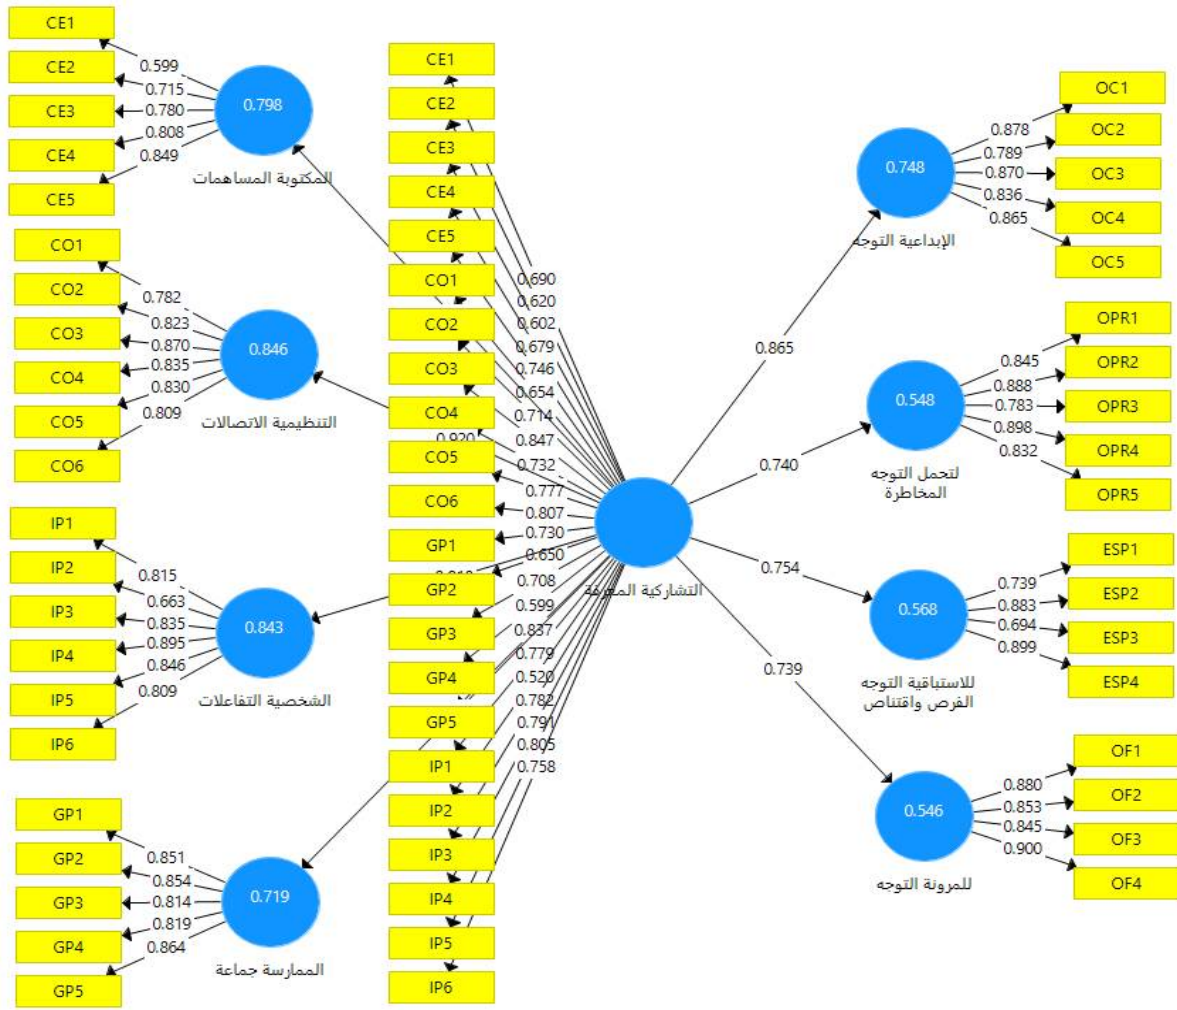 CE1
CE2
CE3
CE4
CE5
0.599
0.715
0.780
0.808
0.849
0.798
المكتوبة المساهمات
CO1
CO2
CO3
CO4
CO5
CO6
0.782
0.823
0.870
0.835
0.830
0.809
0.846
التنظيمية الاتصالات
IP1
IP2
IP3
IP4
IP5
IP6
0.815
0.663
0.835
0.895
0.846
0.809
0.843
الشخصية التفاعلات
GP1
GP2
GP3
GP4
GP5
0.851
0.854
0.814
0.819
0.864
0.719
الممارسة جماعة
CE1
CE2
CE3
CE4
CE5
CO1
CO2
CO3
CO4
CO5
CO6
GP1
GP2
GP3
GP4
GP5
IP1
IP2
IP3
IP4
IP5
IP6
0.690
0.620
0.602
0.679
0.746
0.654
0.714
0.847
0.920
0.732
0.777
0.807
0.730
0.650
0.708
0.599
0.837
0.779
0.520
0.782
0.791
0.805
0.758
التشاركية المعرفة
0.865
0.740
0.754
0.739
0.748
الإبداعية التوجه
0.878
0.789
0.870
0.836
0.865
OC1
OC2
OC3
OC4
OC5
0.548
لتحمل التوجه
المخاطرة
0.845
0.888
0.783
0.898
0.832
OPR1
OPR2
OPR3
OPR4
OPR5
0.568
للاستباقية التوجه
الفرص واقتناص
0.739
0.883
0.694
0.899
ESP1
ESP2
ESP3
ESP4
0.546
للمرونة التوجه
0.880
0.853
0.845
0.900
OF1
OF2
OF3
OF4